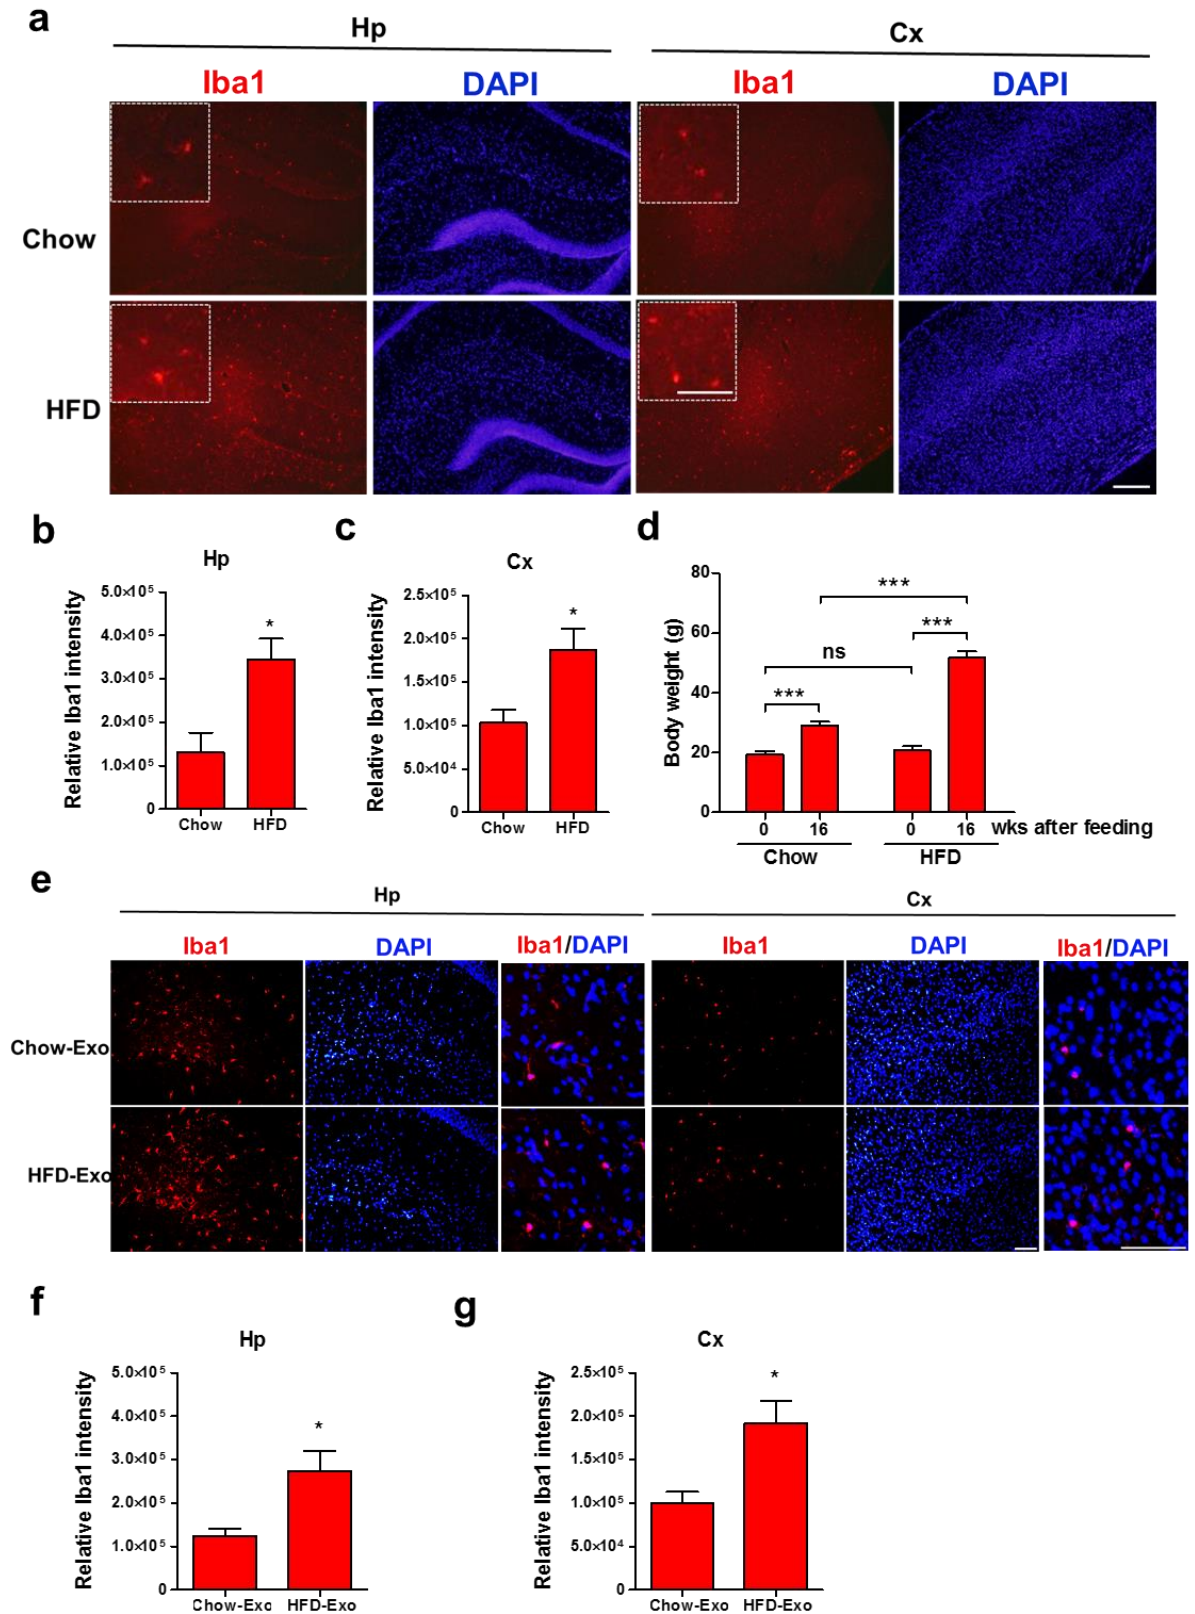 a
Hp
Cx
Iba1 DAPI Iba1 DAPI
Chow
HFD
b
Hp
Relative Iba1 intensity
5.0×10⁵
4.0×10⁵
3.0×10⁵
2.0×10⁵
1.0×10⁵
0
*
Chow HFD
c
Cx
Relative Iba1 intensity
2.5×10⁵
2.0×10⁵
1.5×10⁵
1.0×10⁵
5.0×10⁴
0
*
Chow HFD
d
Body weight (g)
80
60
40
20
0
***
***
ns
***
0 16 0 16 wks after feeding
Chow HFD
e
Hp
Cx
Iba1 DAPI Iba1/DAPI Iba1 DAPI Iba1/DAPI
Chow-Exo
HFD-Exo
f
Hp
Relative Iba1 intensity
5.0×10⁵
4.0×10⁵
3.0×10⁵
2.0×10⁵
1.0×10⁵
0
*
Chow-Exo HFD-Exo
g
Cx
Relative Iba1 intensity
2.5×10⁵
2.0×10⁵
1.5×10⁵
1.0×10⁵
5.0×10⁴
0
*
Chow-Exo HFD-Exo